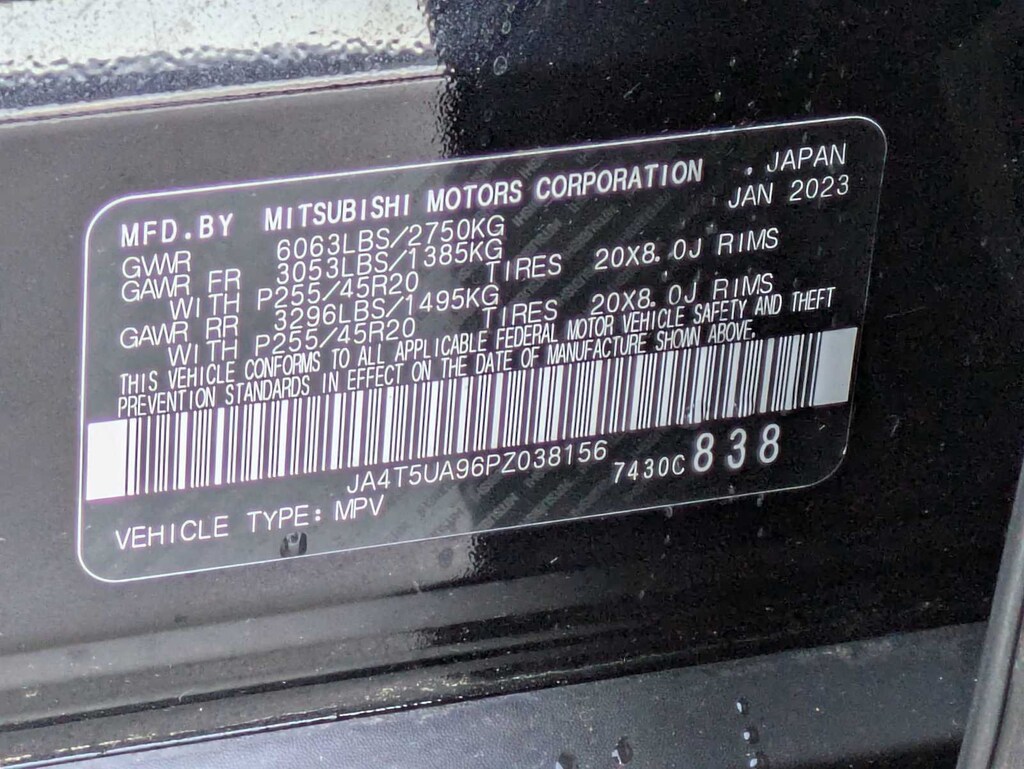 MFD.BY MITSUBISHI MOTORS CORPORATION . JAPAN
JAN 2023
GVWR 6063LBS/2750KG
GAWR FR 3053LBS/1385KG
WITH P255/45R20 TIRES 20X8.0J RIMS
GAWR RR 3296LBS/1495KG
WITH P255/45R20 TIRES 20X8.0J RIMS
THIS VEHICLE CONFORMS TO ALL APPLICABLE FEDERAL MOTOR VEHICLE SAFETY AND THEFT
PREVENTION STANDARDS IN EFFECT ON THE DATE OF MANUFACTURE SHOWN ABOVE.
JA4T5UA96PZ038156 7430C 838
VEHICLE TYPE: MPV